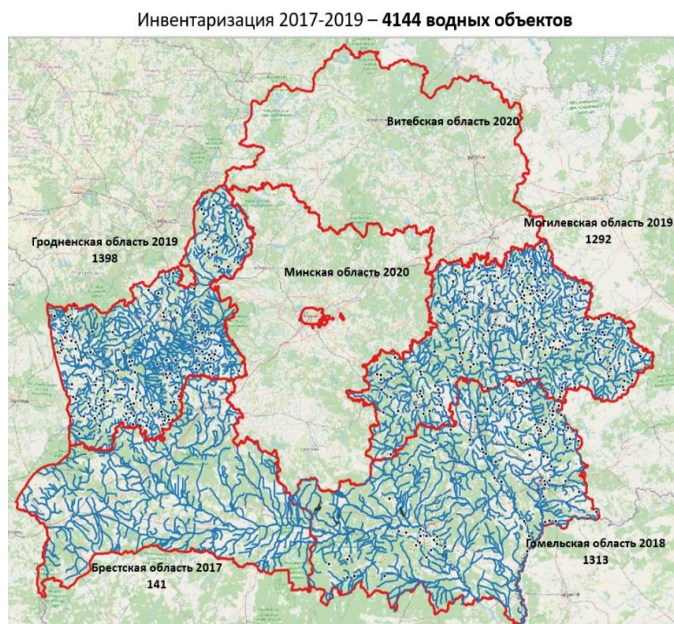 Инвентаризация 2017-2019 – 4144 водных объектов
Витебская область 2020
Могилевская область 2019
1292
Гродненская область 2019
1398
Минская область 2020
Гомельская область 2018
1313
Брестская область 2017
141